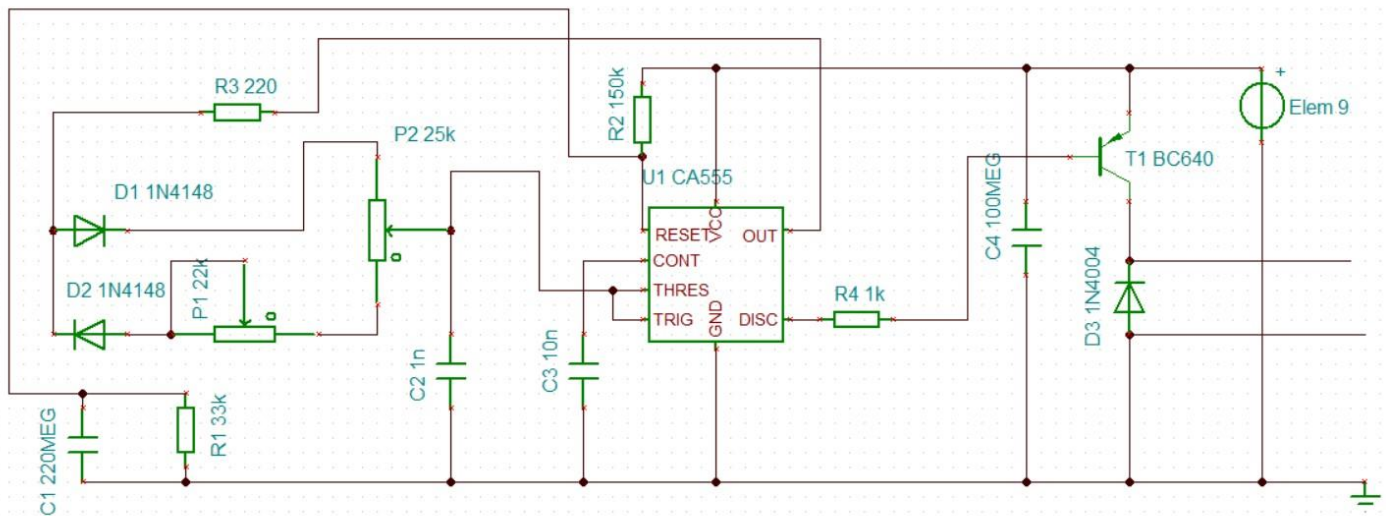 R3 220
P2 25k
R2 150k
+
Elem 9
T1 BC640
U1 CA555
D1 1N4148
VCC
RESET
OUT
CONT
C4 100MEG
P1 22k
D2 1N4148
THRES
R4 1k
TRIG
DISC
GND
D3 1N4004
C2 1n
C3 10n
R1 33k
C1 220MEG